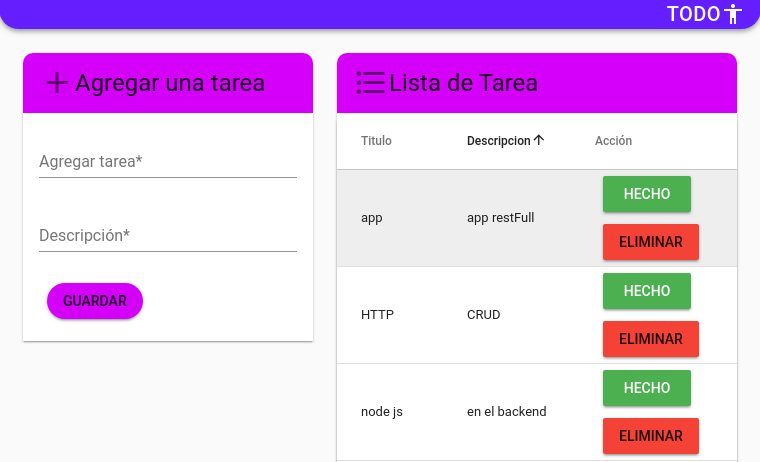 TODO
Agregar una tarea
Agregar tarea*
Descripción*
GUARDAR
Lista de Tarea
Titulo Descripcion Acción
app app restFull HECHO
ELIMINAR
HTTP CRUD HECHO
ELIMINAR
node js en el backend HECHO
ELIMINAR